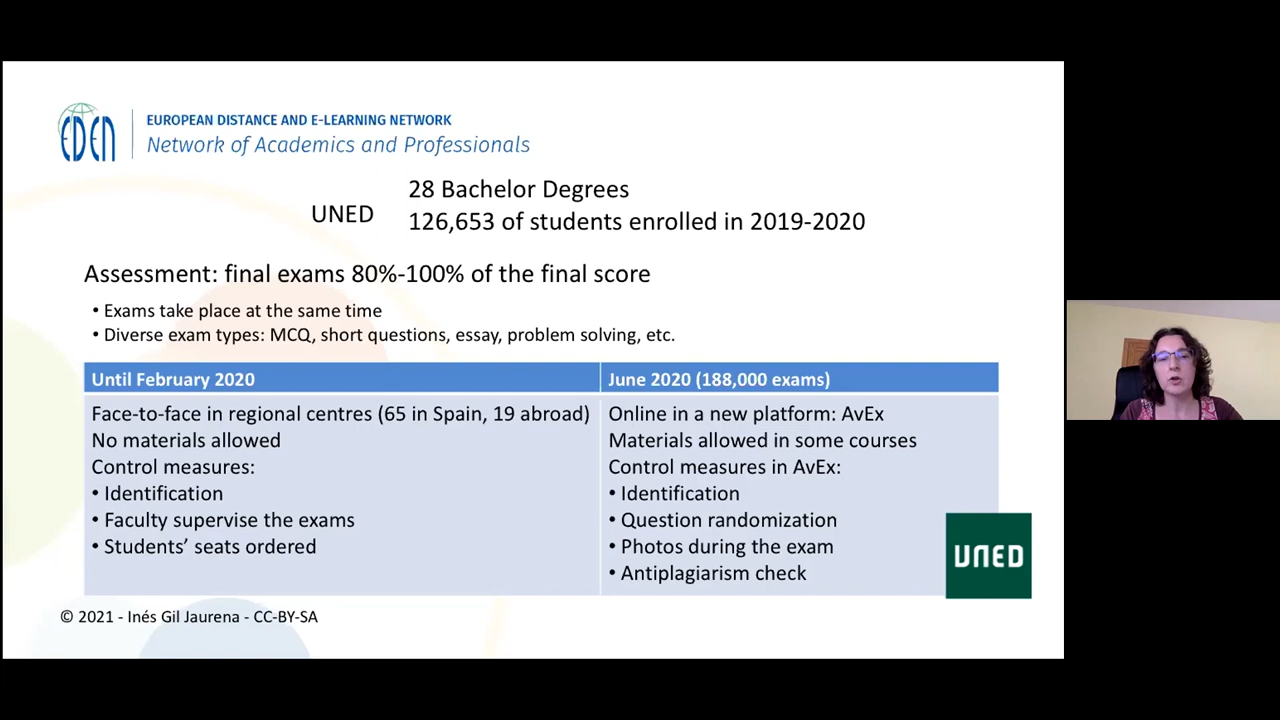 EDEN
EUROPEAN DISTANCE AND E-LEARNING NETWORK
Network of Academics and Professionals
UNED
28 Bachelor Degrees
126,653 of students enrolled in 2019-2020
Assessment: final exams 80%-100% of the final score
• Exams take place at the same time
• Diverse exam types: MCQ, short questions, essay, problem solving, etc.
Until February 2020
Face-to-face in regional centres (65 in Spain, 19 abroad)
No materials allowed
Control measures:
• Identification
• Faculty supervise the exams
• Students’ seats ordered
June 2020 (188,000 exams)
Online in a new platform: AvEx
Materials allowed in some courses
Control measures in AvEx:
• Identification
• Question randomization
• Photos during the exam
• Antiplagiarism check
UNED
© 2021 - Inés Gil Jaurena - CC-BY-SA